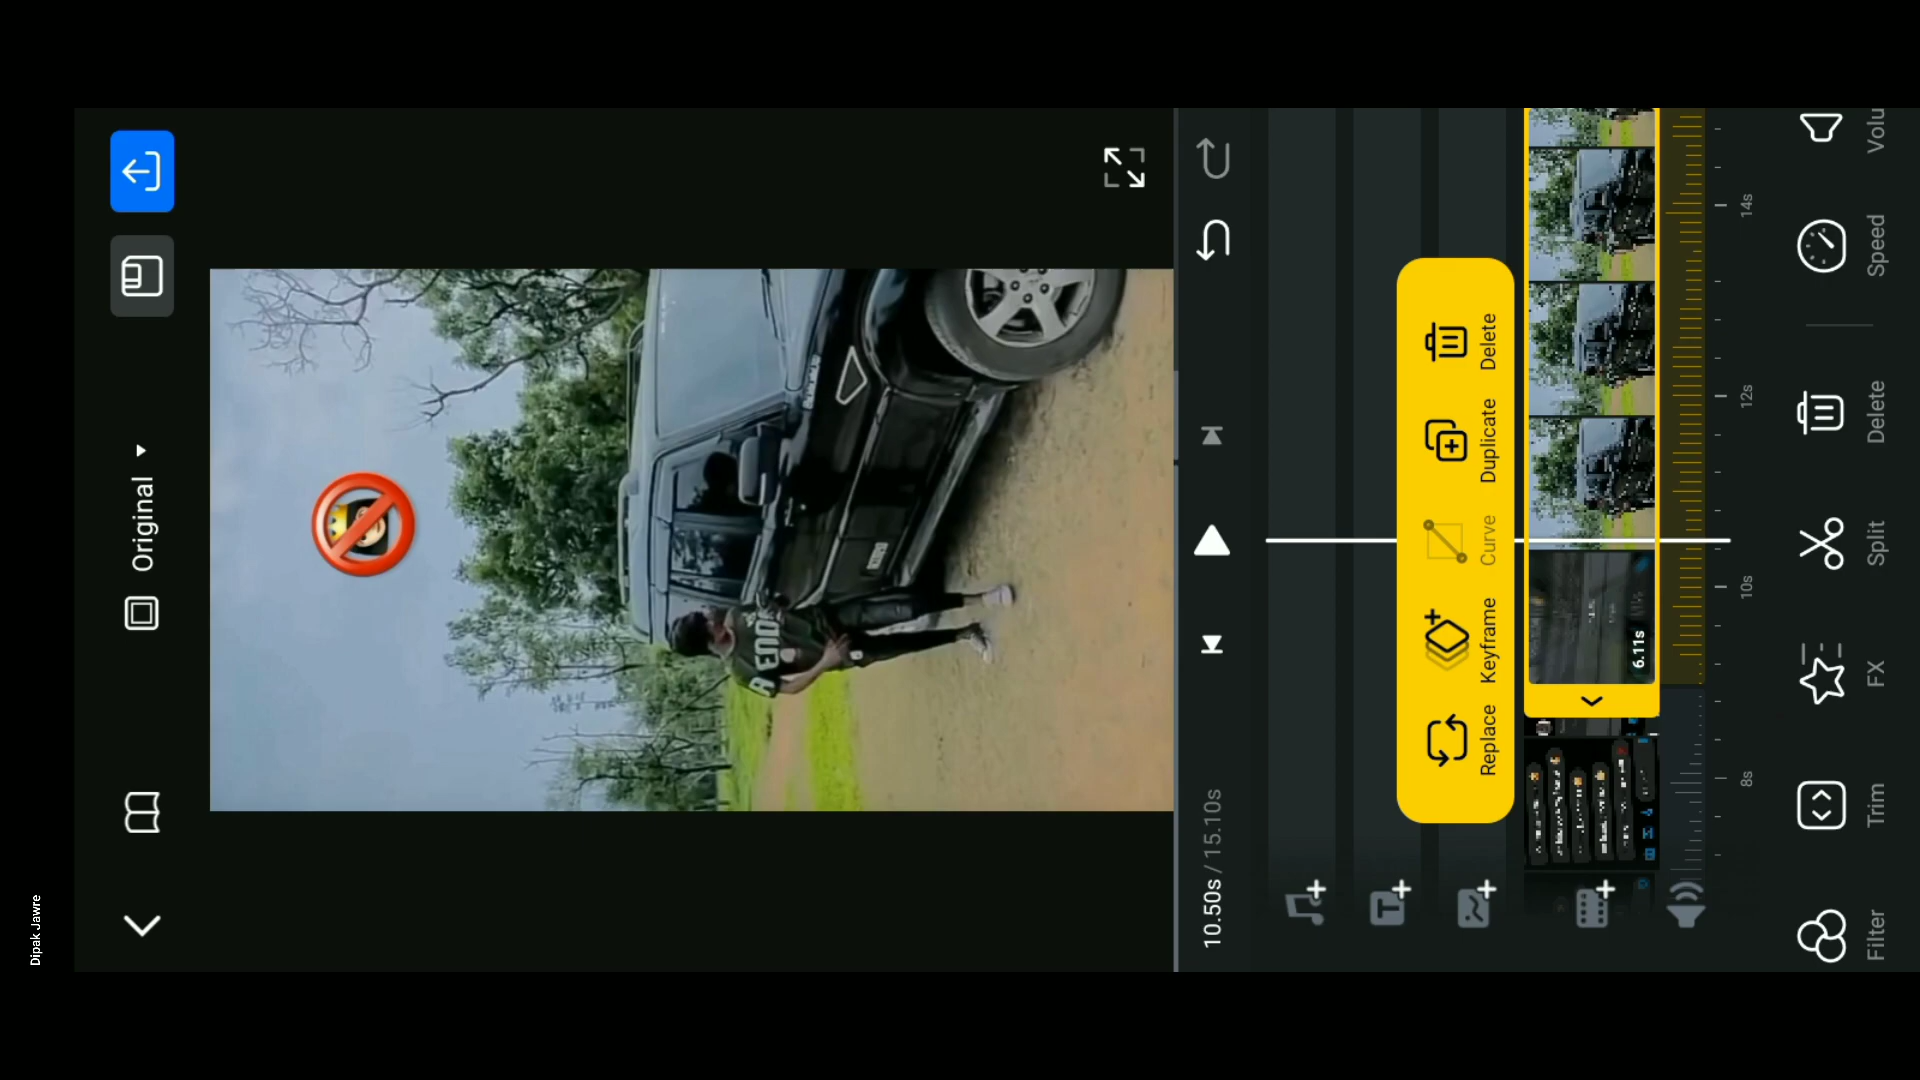 Original
10.50s / 15.10s
Replace
Keyframe
Curve
Duplicate
Delete
6.11s
8s
10s
12s
14s
Filter
Trim
FX
Split
Delete
Speed
Volu
Dipak Jawre